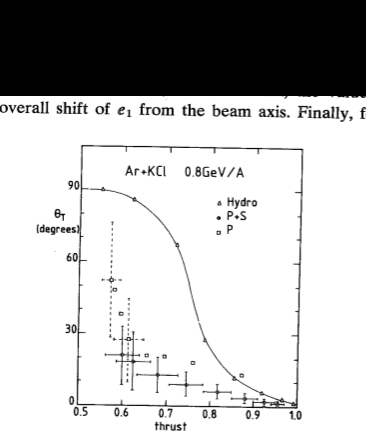 overall shift of e₁ from the beam axis. Finally, f
Ar+KCl 0.8GeV/A
Hydro
P+S
P
θT
(degrees)
90
60
30
0
0.5 0.6 0.7 0.8 0.9 1.0
thrust